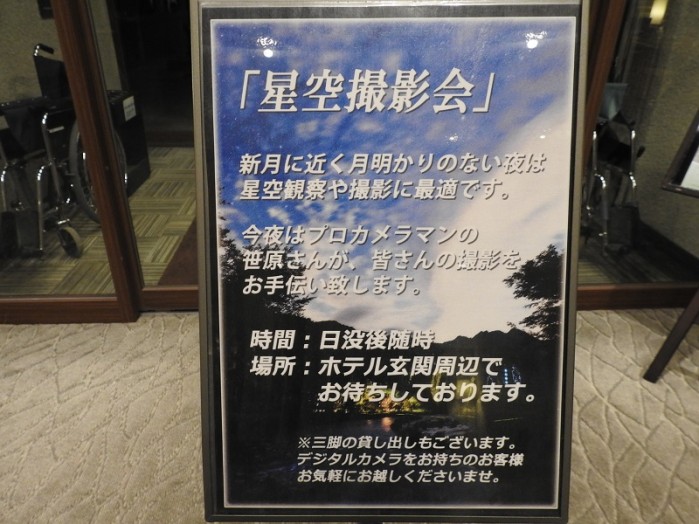 「星空撮影会」
新月に近く月明かりのない夜は
星空観察や撮影に最適です。
今夜はプロカメラマンの
笹原さんが、皆さんの撮影を
お手伝い致します。
時間：日没後随時
場所：ホテル玄関周辺で
お待ちしております。
※三脚の貸し出しもございます。
デジタルカメラをお持ちのお客様
お気軽にお越しくださいませ。